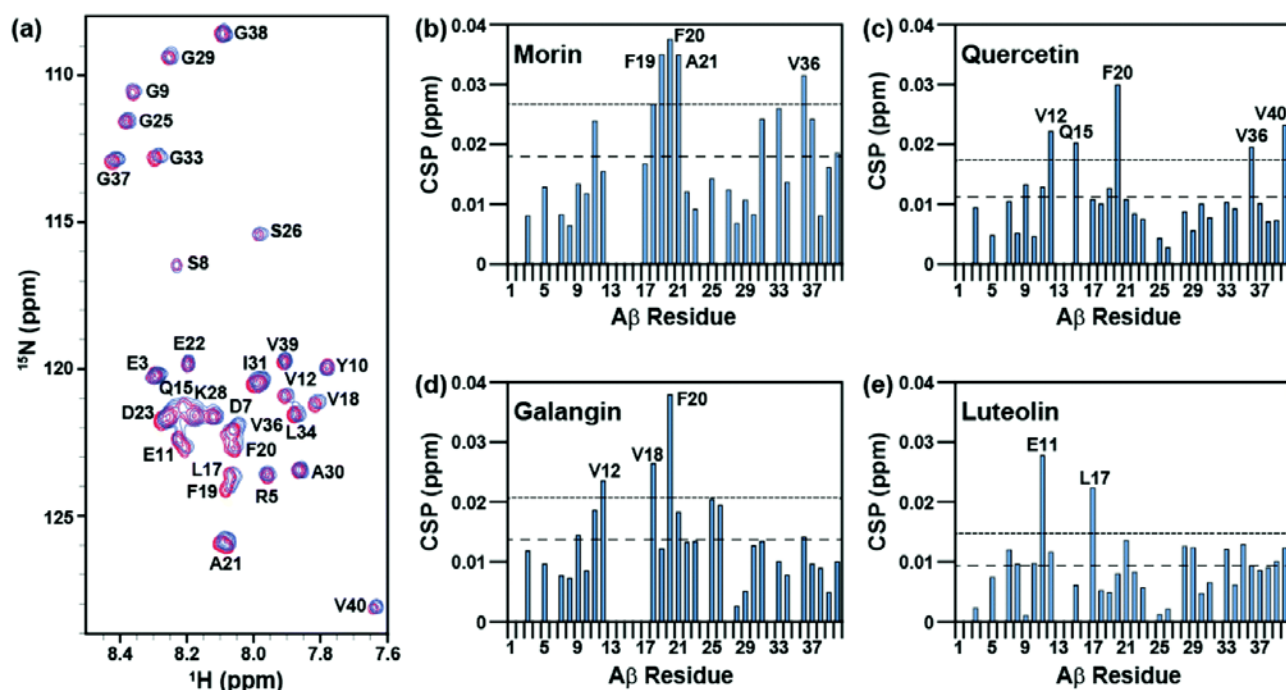 (a)
G38
G29
G9
G25
G33
G37
S26
S8
E22
V39
E3
I31
Y10
Q15
K28
V12
V18
D7
D23
V36
L34
E11
F20
L17
A30
F19
R5
A21
V40
110
115
120
125
15N (ppm)
8.4 8.2 8.0 7.8 7.6
1H (ppm)
(b)
Morin
F20
F19
A21
V36
0.04
0.03
0.02
0.01
0
CSP (ppm)
1 5 9 13 17 21 25 29 33 37
Aβ Residue
(c)
Quercetin
F20
V12
Q15
V40
V36
0.04
0.03
0.02
0.01
0
CSP (ppm)
1 5 9 13 17 21 25 29 33 37
Aβ Residue
(d)
Galangin
F20
V18
V12
0.04
0.03
0.02
0.01
0
CSP (ppm)
1 5 9 13 17 21 25 29 33 37
Aβ Residue
(e)
Luteolin
E11
L17
0.04
0.03
0.02
0.01
0
CSP (ppm)
1 5 9 13 17 21 25 29 33 37
Aβ Residue